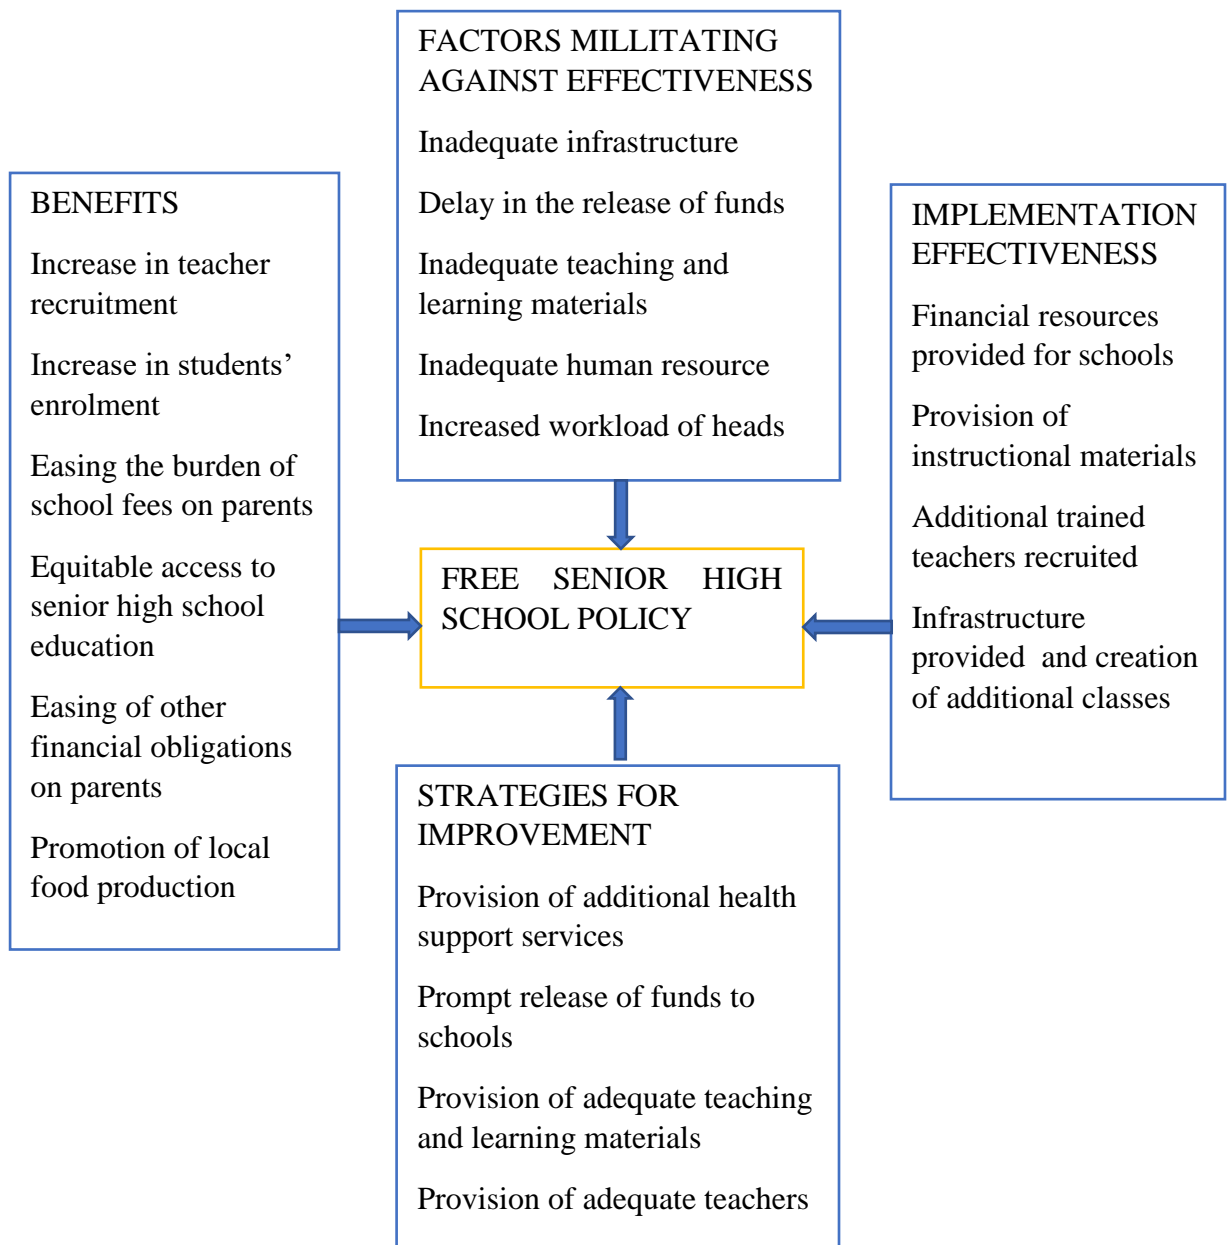 FACTORS MILLITATING
AGAINST EFFECTIVENESS
Inadequate infrastructure
Delay in the release of funds
Inadequate teaching and
learning materials
Inadequate human resource
Increased workload of heads
BENEFITS
Increase in teacher
recruitment
Increase in students’
enrolment
Easing the burden of
school fees on parents
Equitable access to
senior high school
education
Easing of other
financial obligations
on parents
Promotion of local
food production
FREE SENIOR HIGH
SCHOOL POLICY
IMPLEMENTATION
EFFECTIVENESS
Financial resources
provided for schools
Provision of
instructional materials
Additional trained
teachers recruited
Infrastructure
provided and creation
of additional classes
STRATEGIES FOR
IMPROVEMENT
Provision of additional health
support services
Prompt release of funds to
schools
Provision of adequate teaching
and learning materials
Provision of adequate teachers